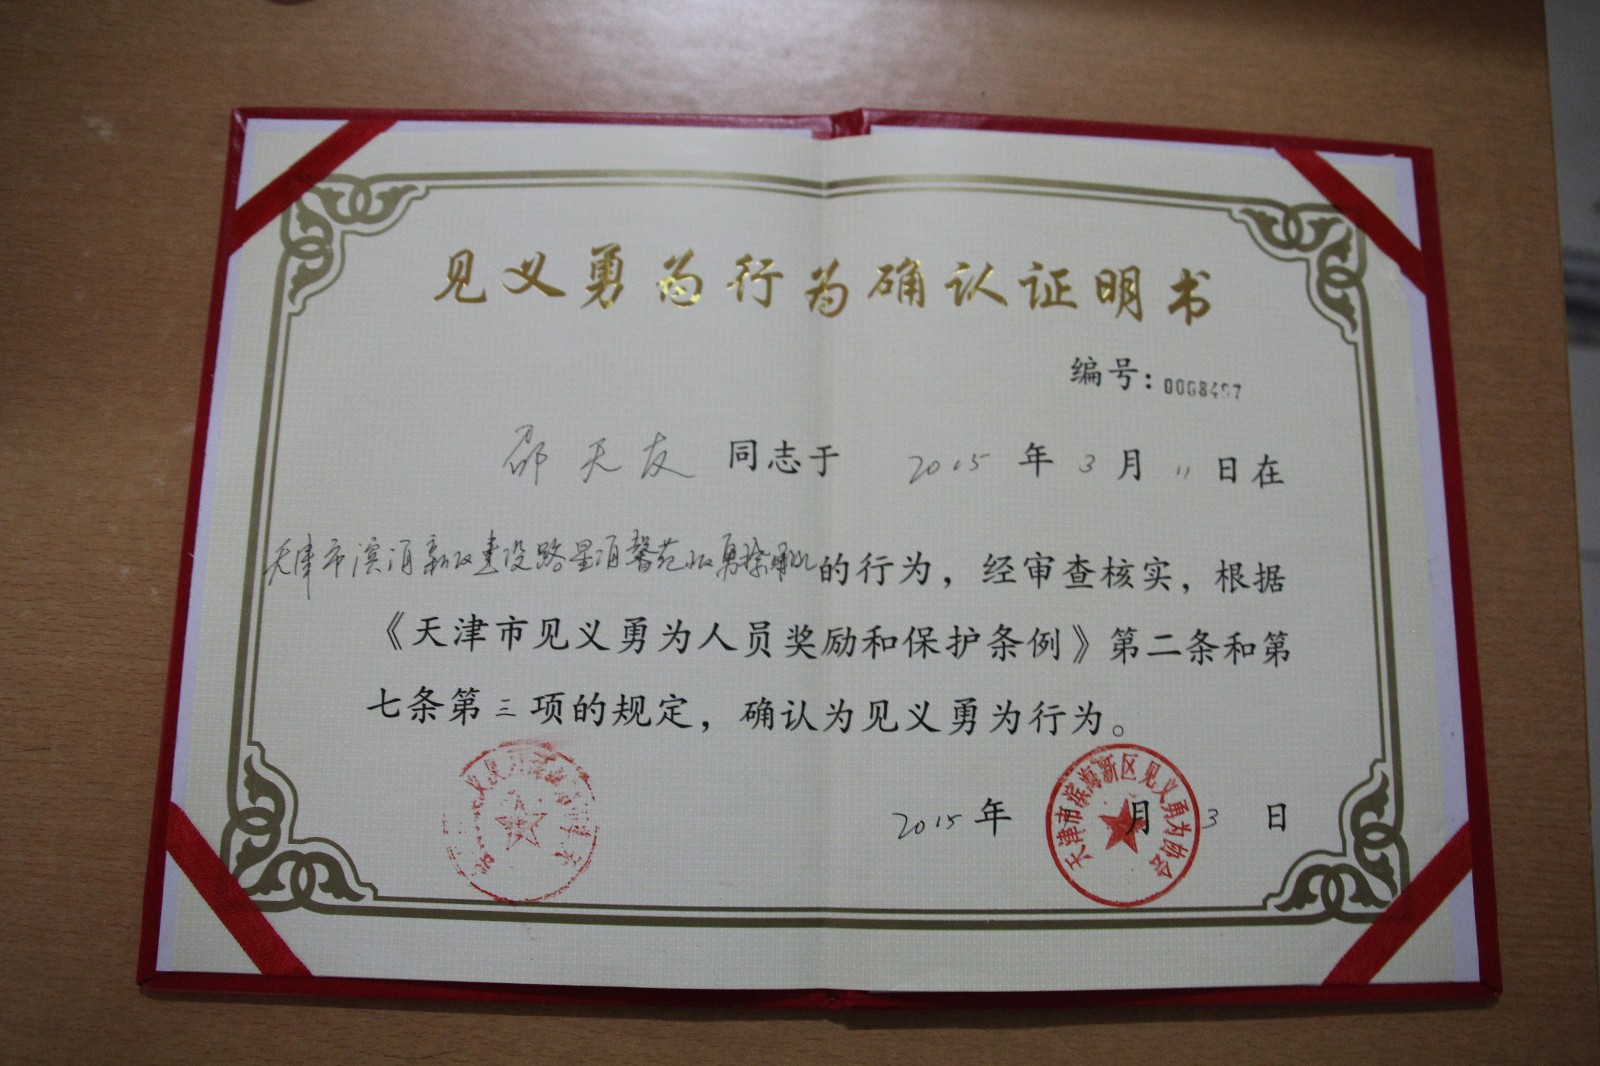 见义勇为行为确认证明书
编号：
邵天友 同志于 2015 年 3 月 11 日在
天津市滨海新区建设路星海馨苑 勇 的行为，经审查核实，根据
《天津市见义勇为人员奖励和保护条例》第二条和第
七条第三项的规定，确认为见义勇为行为。
天津市滨海新区见义勇为协会
2015 年 月 3 日